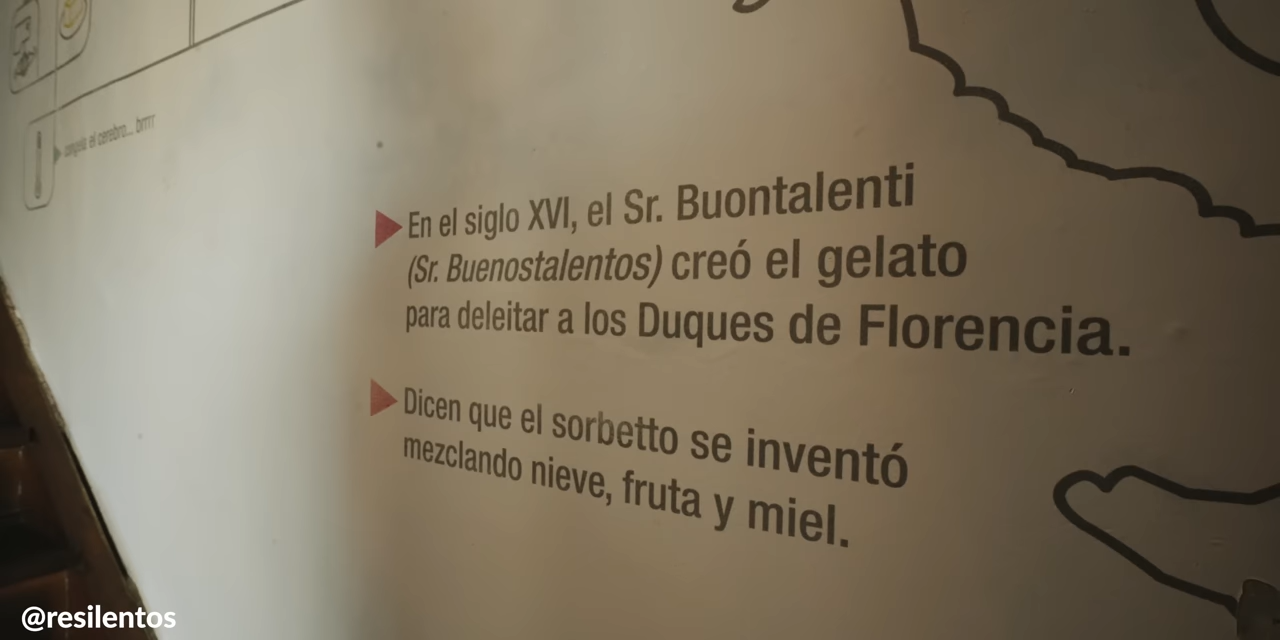 congela el cerebro... brrrr
En el siglo XVI, el Sr. Buontalenti
(Sr. Buenostalentos) creó el gelato
para deleitar a los Duques de Florencia.
Dicen que el sorbetto se inventó
mezclando nieve, fruta y miel.
@resilentos